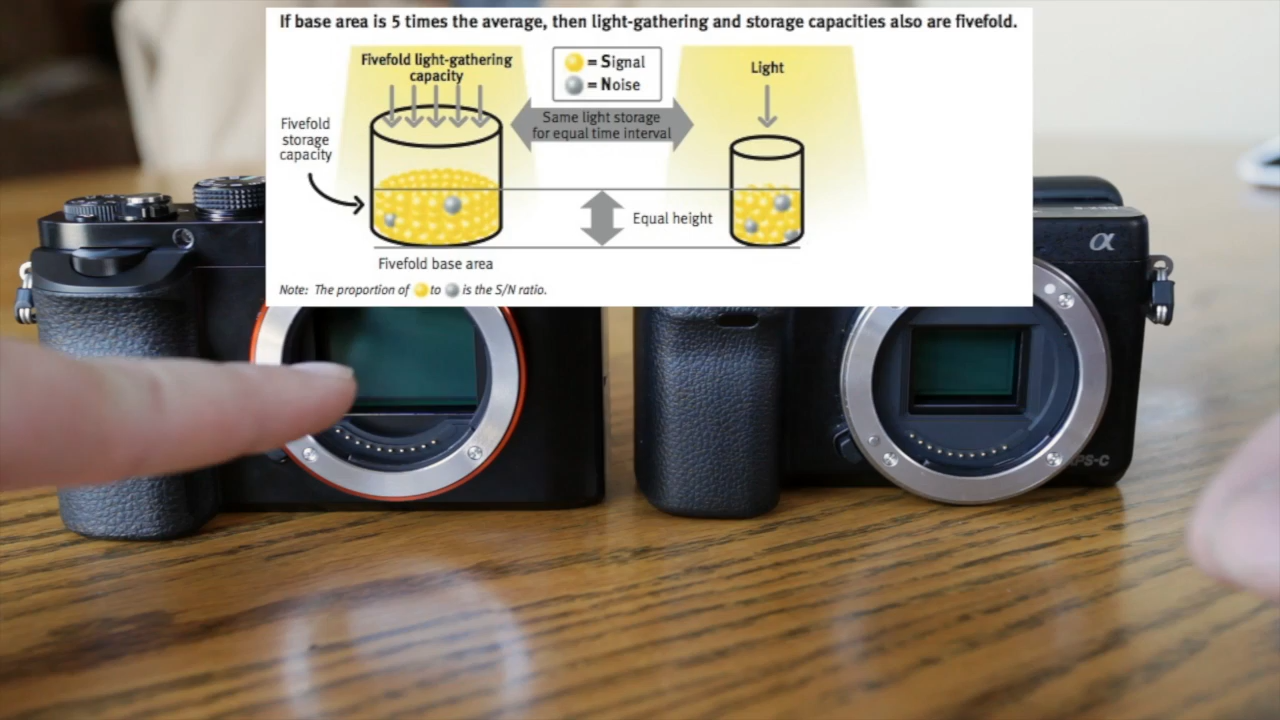 If base area is 5 times the average, then light-gathering and storage capacities also are fivefold.
Fivefold light-gathering
capacity
= Signal
= Noise
Light
Fivefold
storage
capacity
Same light storage
for equal time interval
Equal height
Fivefold base area
Note: The proportion of to is the S/N ratio.
α
APS-C